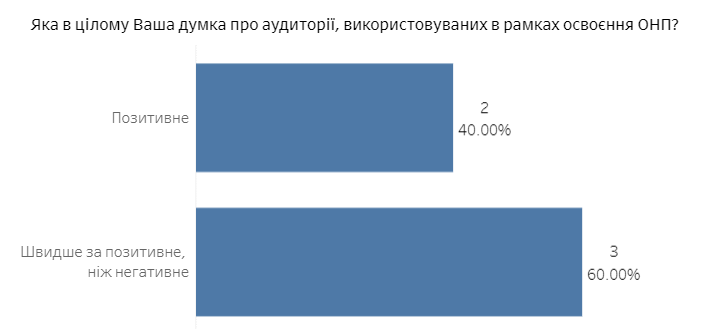 Яка в цілому Ваша думка про аудиторії, використовуваних в рамках освоєння ОНП?
Позитивне
2
40.00%
Швидше за позитивне,
ніж негативне
3
60.00%